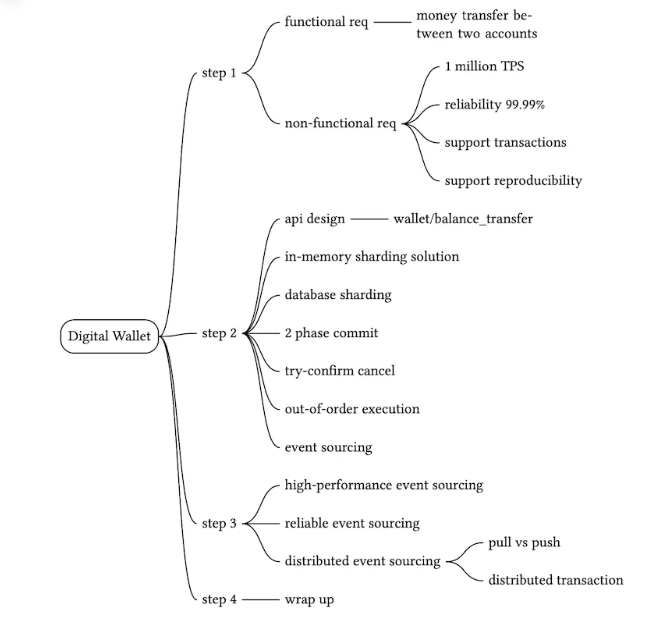 functional req
money transfer be-
tween two accounts
step 1
1 million TPS
reliability 99.99%
non-functional req
support transactions
support reproducibility
api design
wallet/balance_transfer
in-memory sharding solution
database sharding
Digital Wallet
step 2
2 phase commit
try-confirm cancel
out-of-order execution
event sourcing
high-performance event sourcing
step 3
reliable event sourcing
pull vs push
distributed event sourcing
distributed transaction
step 4
wrap up